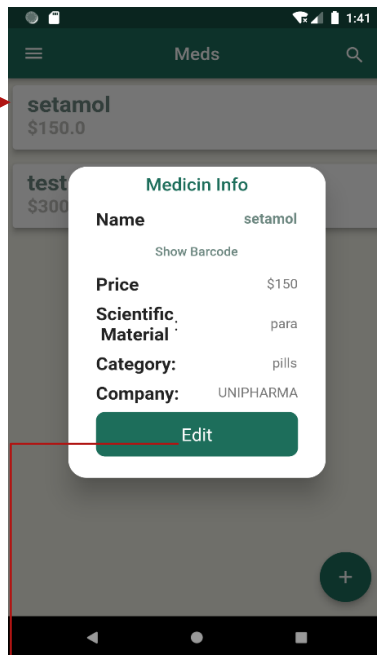 1:41
Meds
setamol
$150.0
test
$300
Medicin Info
Name setamol
Show Barcode
Price $150
Scientific
Material : para
Category: pills
Company: UNIPHARMA
Edit
+